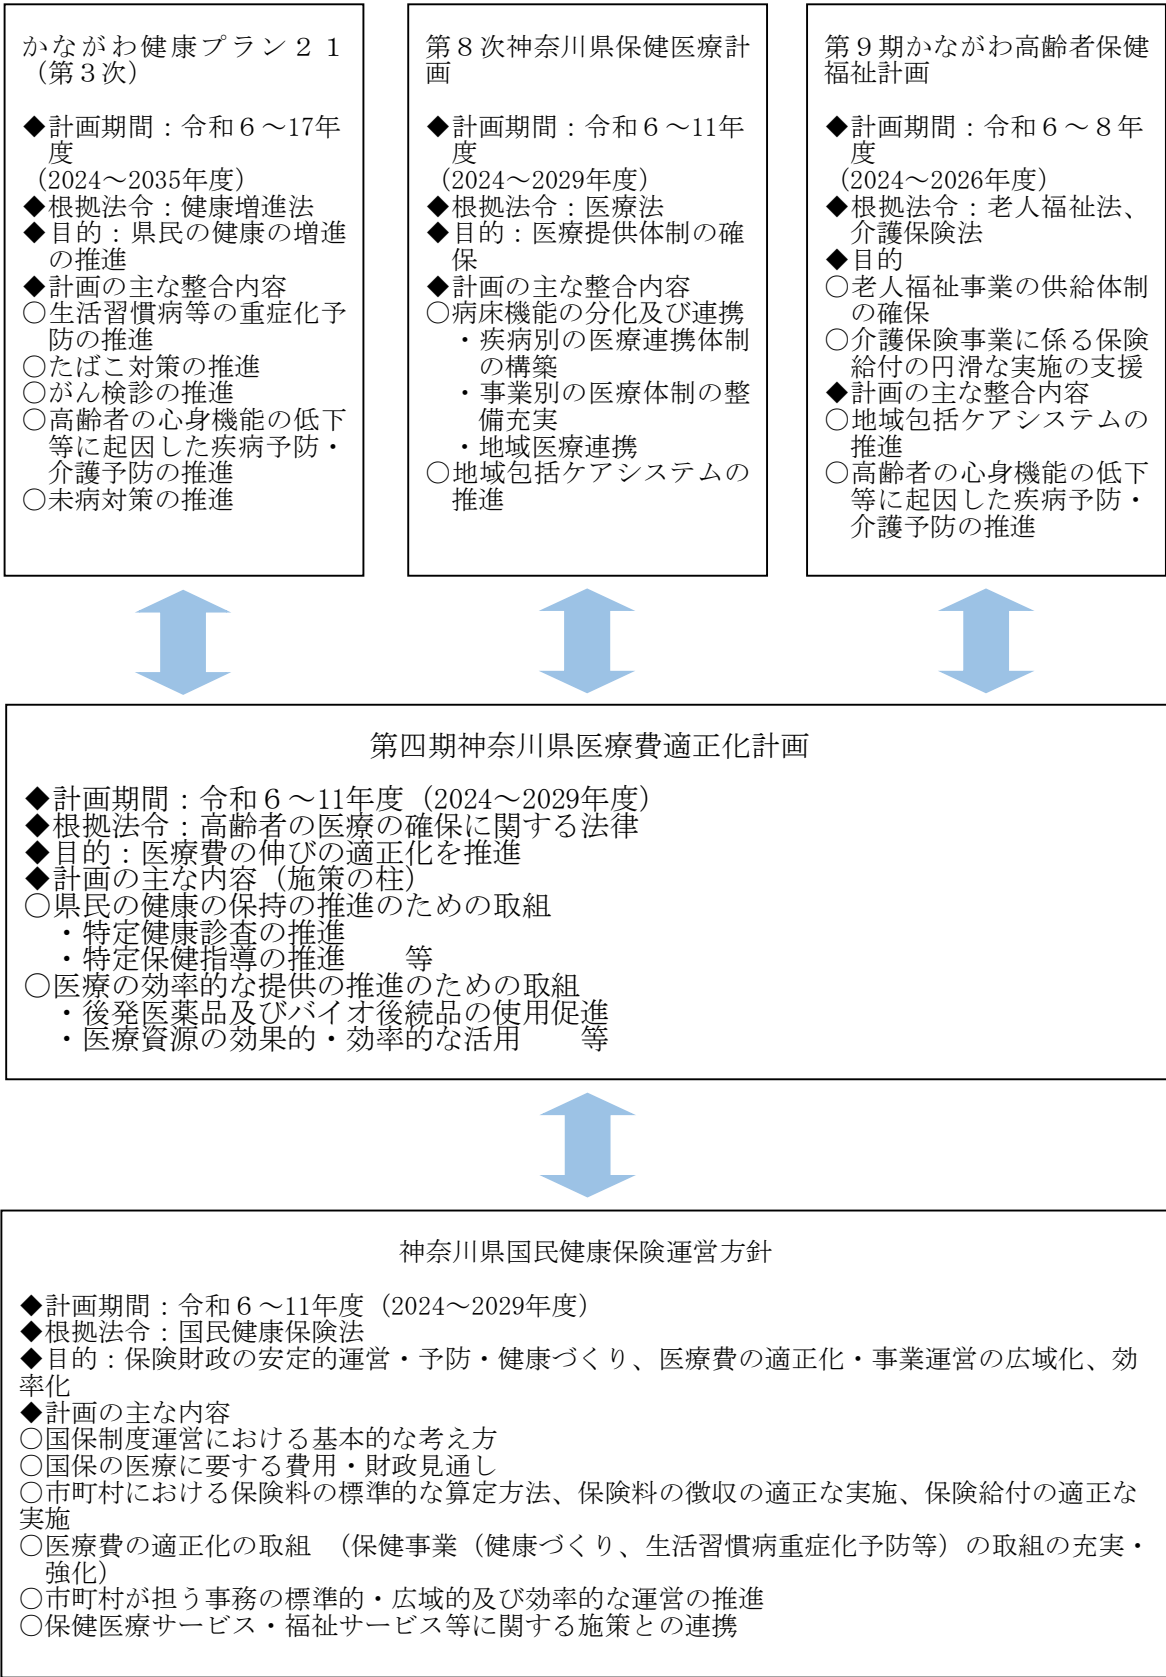 かながわ健康プラン２１
（第３次）
◆計画期間：令和６～17年
度
（2024～2035年度）
◆根拠法令：健康増進法
◆目的：県民の健康の増進
の推進
◆計画の主な整合内容
○生活習慣病等の重症化予
防の推進
○たばこ対策の推進
○がん検診の推進
○高齢者の心身機能の低下
等に起因した疾病予防・
介護予防の推進
○未病対策の推進
第８次神奈川県保健医療計
画
◆計画期間：令和６～11年
度
（2024～2029年度）
◆根拠法令：医療法
◆目的：医療提供体制の確
保
◆計画の主な整合内容
○病床機能の分化及び連携
・疾病別の医療連携体制
の構築
・事業別の医療体制の整
備充実
・地域医療連携
○地域包括ケアシステムの
推進
第９期かながわ高齢者保健
福祉計画
◆計画期間：令和６～８年
度
（2024～2026年度）
◆根拠法令：老人福祉法、
介護保険法
◆目的
○老人福祉事業の供給体制
の確保
○介護保険事業に係る保険
給付の円滑な実施の支援
◆計画の主な整合内容
○地域包括ケアシステムの
推進
○高齢者の心身機能の低下
等に起因した疾病予防・
介護予防の推進
第四期神奈川県医療費適正化計画
◆計画期間：令和６～11年度（2024～2029年度）
◆根拠法令：高齢者の医療の確保に関する法律
◆目的：医療費の伸びの適正化を推進
◆計画の主な内容（施策の柱）
○県民の健康の保持の推進のための取組
・特定健康診査の推進
・特定保健指導の推進　　等
○医療の効率的な提供の推進のための取組
・後発医薬品及びバイオ後続品の使用促進
・医療資源の効果的・効率的な活用　　等
神奈川県国民健康保険運営方針
◆計画期間：令和６～11年度（2024～2029年度）
◆根拠法令：国民健康保険法
◆目的：保険財政の安定的運営・予防・健康づくり、医療費の適正化・事業運営の広域化、効
率化
◆計画の主な内容
○国保制度運営における基本的な考え方
○国保の医療に要する費用・財政見通し
○市町村における保険料の標準的な算定方法、保険料の徴収の適正な実施、保険給付の適正な
実施
○医療費の適正化の取組　（保健事業（健康づくり、生活習慣病重症化予防等）の取組の充実・
強化）
○市町村が担う事務の標準的・広域的及び効率的な運営の推進
○保健医療サービス・福祉サービス等に関する施策との連携